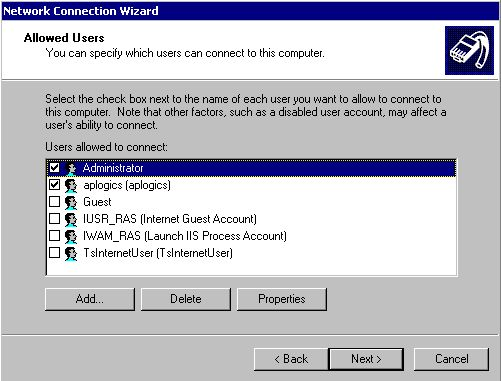 Network Connection Wizard
Allowed Users
You can specify which users can connect to this computer.
Select the check box next to the name of each user you want to allow to connect to
this computer. Note that other factors, such as a disabled user account, may affect a
user's ability to connect.
Users allowed to connect:
Administrator
aplogics (aplogics)
Guest
IUSR_RAS (Internet Guest Account)
IWAM_RAS (Launch IIS Process Account)
TsInternetUser (TsInternetUser)
Add... Delete Properties
< Back Next > Cancel